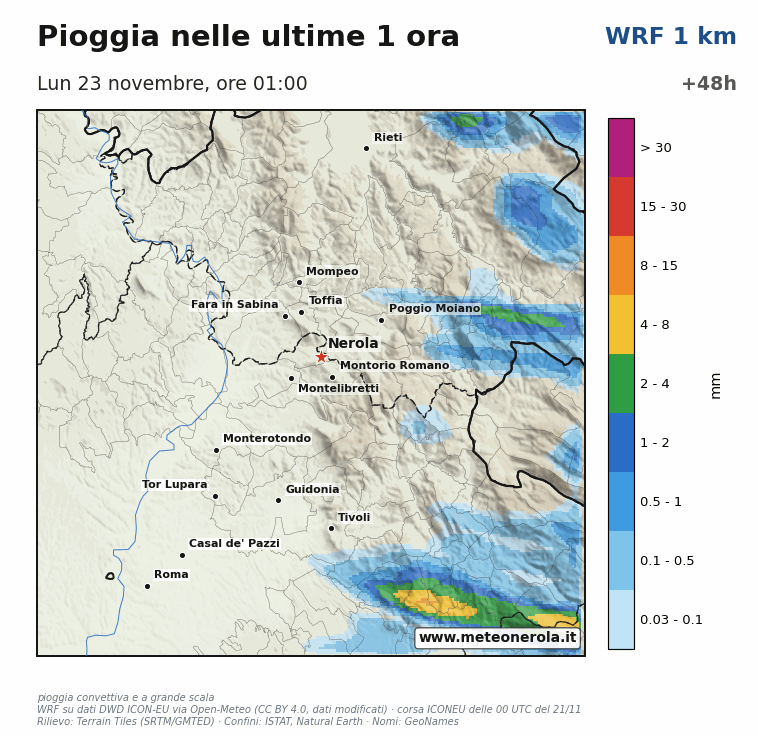 Pioggia nelle ultime 1 ora
WRF 1 km
Lun 23 novembre, ore 01:00
+48h
Rieti
Mompeo
Toffia
Fara in Sabina
Poggio Moiano
Nerola
Montorio Romano
Montelibretti
Monterotondo
Tor Lupara
Guidonia
Tivoli
Casal de' Pazzi
Roma
www.meteonerola.it
> 30
15 - 30
8 - 15
4 - 8
2 - 4
1 - 2
0.5 - 1
0.1 - 0.5
0.03 - 0.1
mm
pioggia convettiva e a grande scala
WRF su dati DWD ICON-EU via Open-Meteo (CC BY 4.0, dati modificati) · corsa ICONEU delle 00 UTC del 21/11
Rilievo: Terrain Tiles (SRTM/GMTED) · Confini: ISTAT, Natural Earth · Nomi: GeoNames